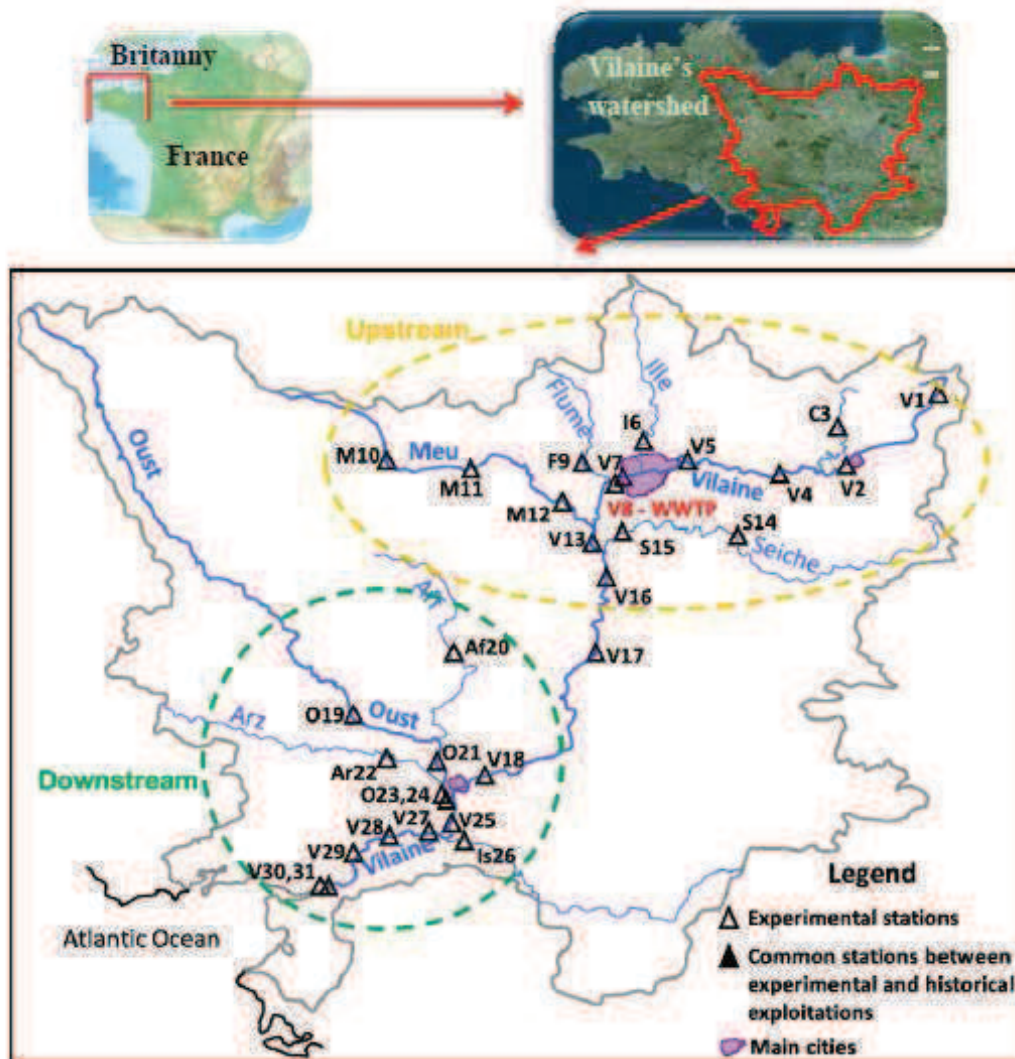 Britanny
France
Vilaine's
watershed
Upstream
Ille
Flume
Oust
V1
C3
I6
V5
M10
Meu
F9
V7
M11
Vilaine
V4
V2
M12
V8 - WWTP
S14
V13
S15
Seiche
V16
Aff
Af20
V17
O19
Oust
Arz
O21
V18
Ar22
Downstream
O23,24
V27
V25
V28
V29
Vilaine
Is26
V30,31
Legend
Atlantic Ocean
Experimental stations
Common stations between
experimental and historical
exploitations
Main cities